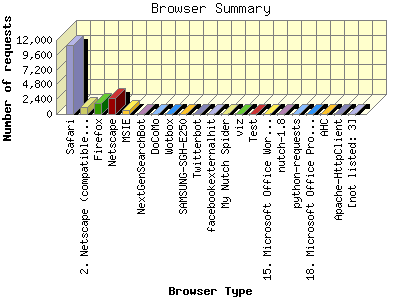 Browser Summary
Number of requests
12,000
9,600
7,200
4,800
2,400
0
Safari
2. Netscape (compatible...
Firefox
Netscape
MSIE
NextGenSearchBot
DoCoMo
Wotbox
SAMSUNG-SGH-E250
Twitterbot
facebookexternalhit
My Nutch Spider
viz
Test
15. Microsoft Office Wor...
nutch-1.8
python-requests
18. Microsoft Office Pro...
AHC
Apache-HttpClient
[not listed: 3]
Browser Type